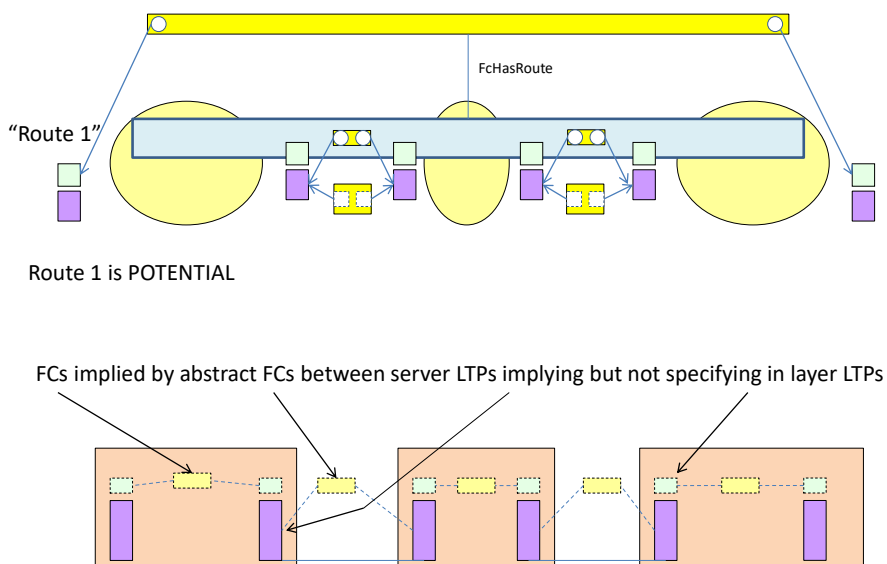 FcHasRoute
“Route 1”
Route 1 is POTENTIAL
FCs implied by abstract FCs between server LTPs implying but not specifying in layer LTPs